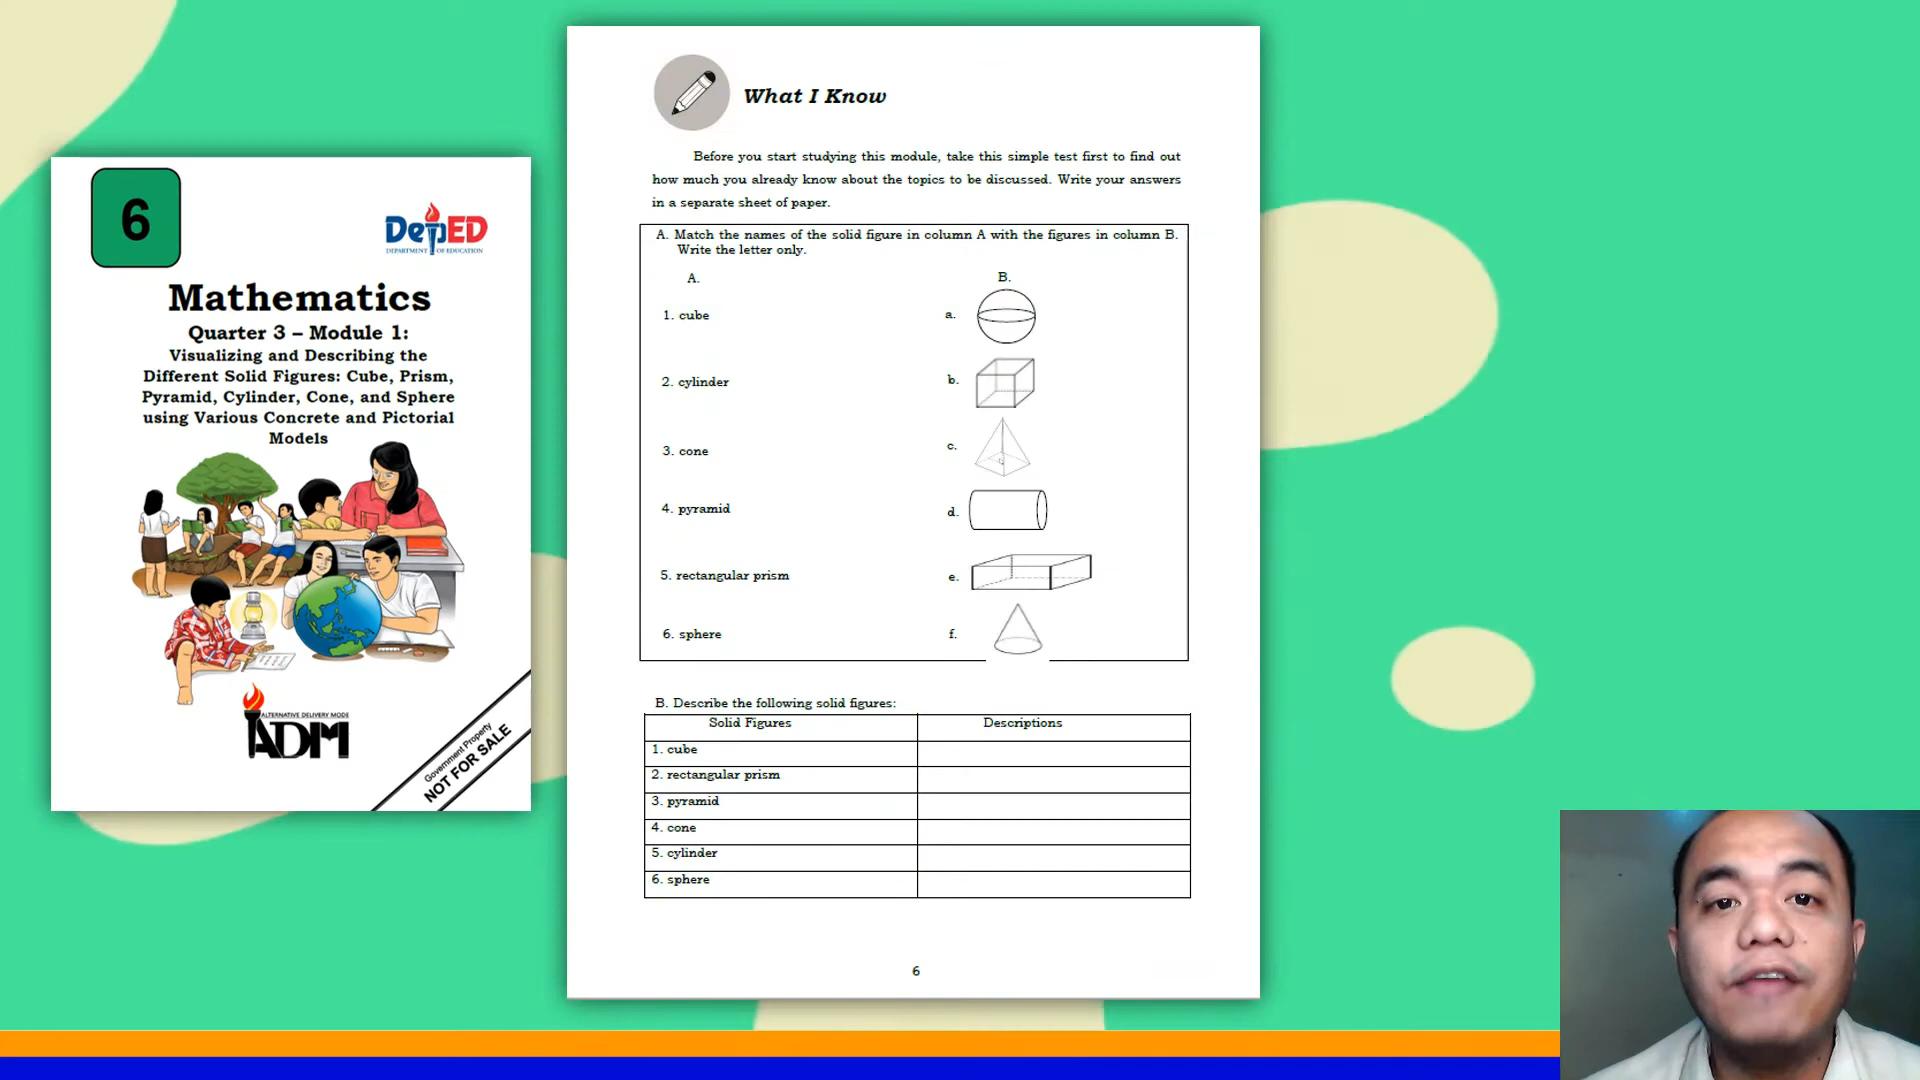 6
DepED
DEPARTMENT OF EDUCATION
Mathematics
Quarter 3 – Module 1:
Visualizing and Describing the
Different Solid Figures: Cube, Prism,
Pyramid, Cylinder, Cone, and Sphere
using Various Concrete and Pictorial
Models
ALTERNATIVE DELIVERY MODE
ADM
Government Property
NOT FOR SALE
What I Know
Before you start studying this module, take this simple test first to find out
how much you already know about the topics to be discussed. Write your answers
in a separate sheet of paper.
A. Match the names of the solid figure in column A with the figures in column B.
Write the letter only.
A. B.
1. cube a.
2. cylinder b.
3. cone c.
4. pyramid d.
5. rectangular prism e.
6. sphere f.
B. Describe the following solid figures:
Solid Figures Descriptions
1. cube
2. rectangular prism
3. pyramid
4. cone
5. cylinder
6. sphere
6